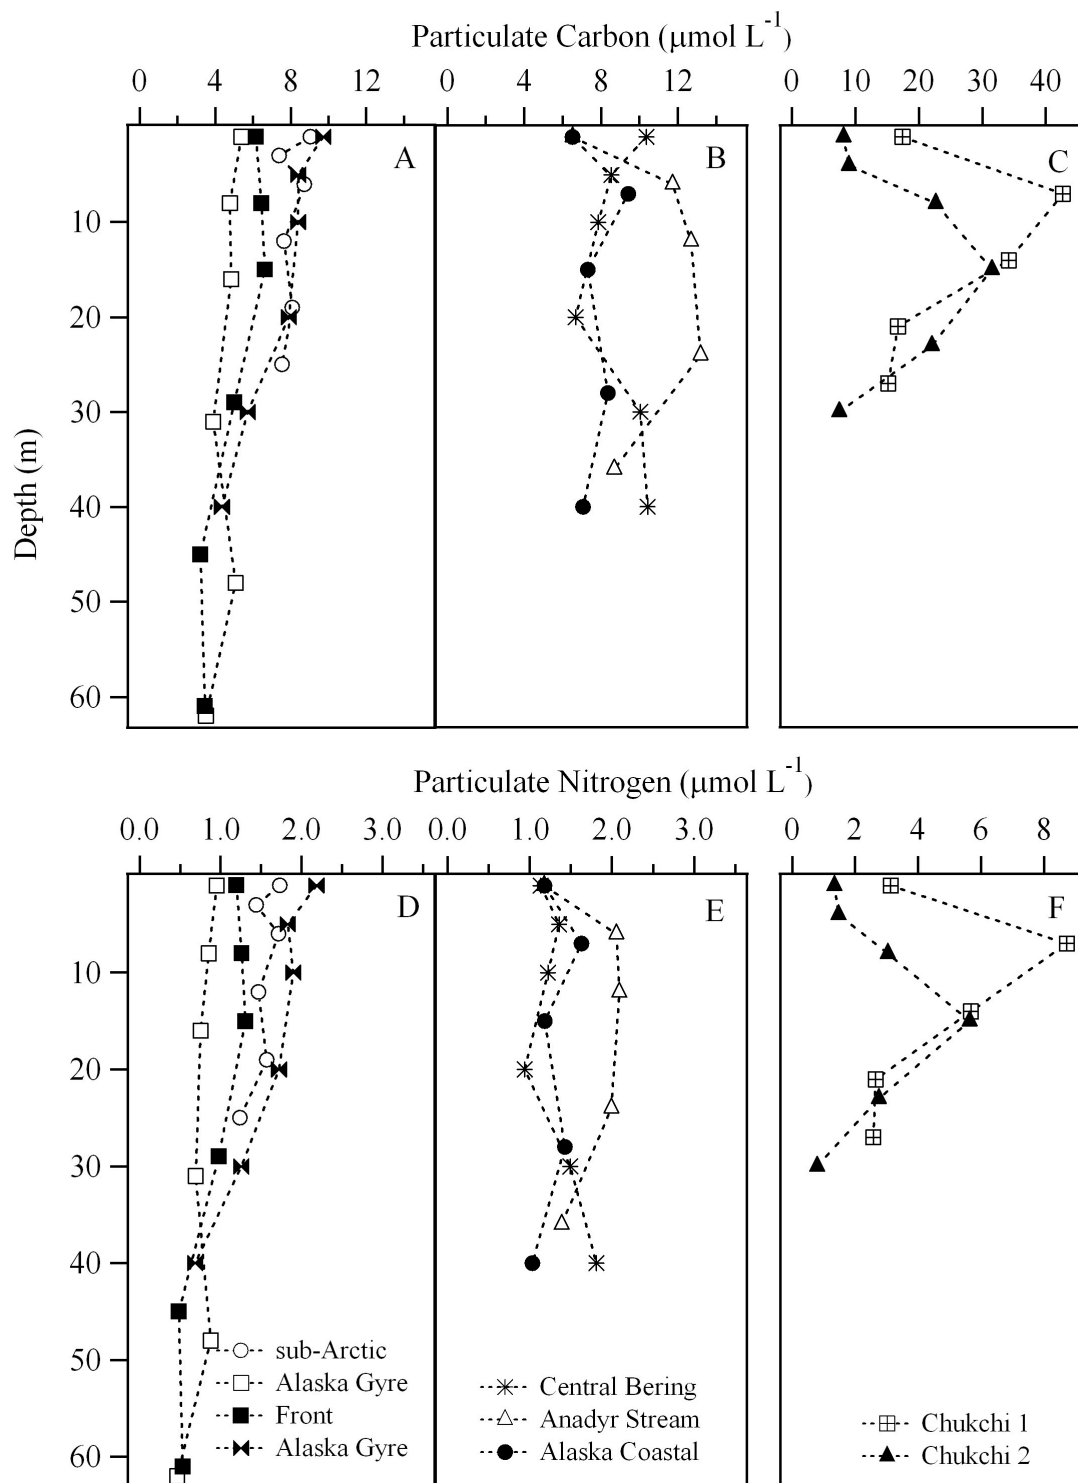 Particulate Carbon (μmol L⁻¹)
0 4 8 12 0 4 8 12 0 10 20 30 40
A B C
10
20
30
40
50
60
Depth (m)
Particulate Nitrogen (μmol L⁻¹)
0.0 1.0 2.0 3.0 0.0 1.0 2.0 3.0 0 2 4 6 8
D E F
10
20
30
40
50
60
sub-Arctic
Alaska Gyre
Front
Alaska Gyre
Central Bering
Anadyr Stream
Alaska Coastal
Chukchi 1
Chukchi 2